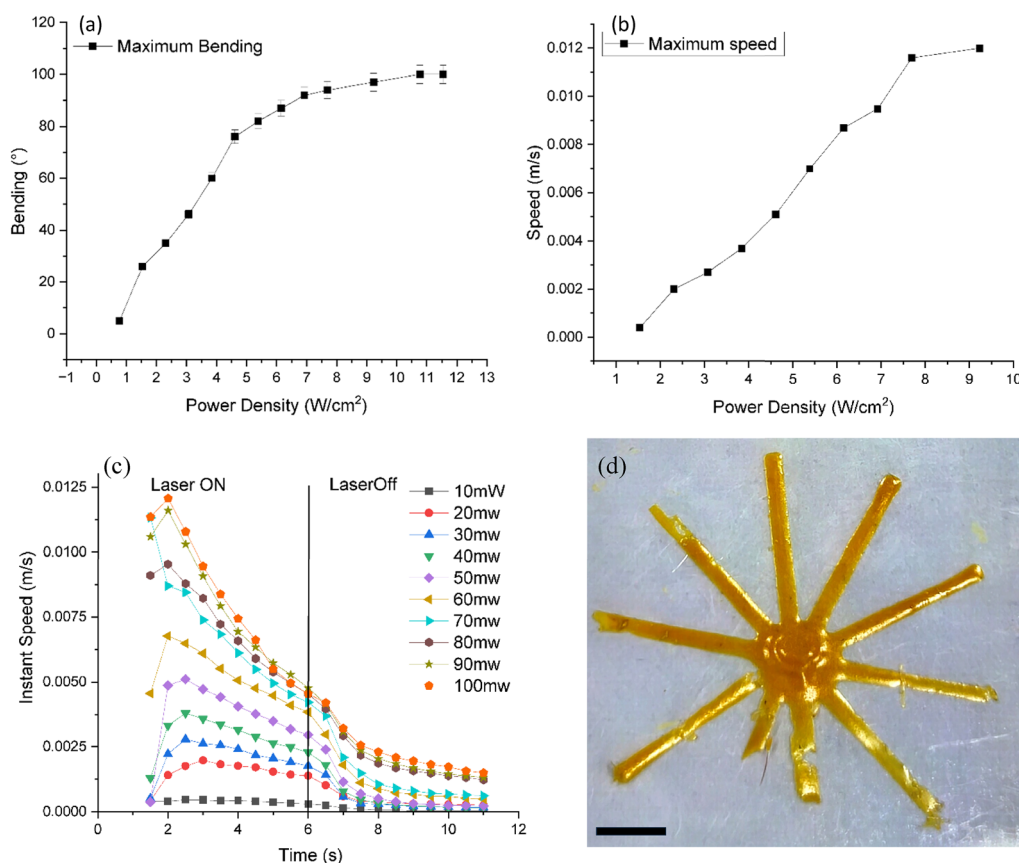 (a)
Maximum Bending
Bending (°)
120
100
80
60
40
20
0
−1 0 1 2 3 4 5 6 7 8 9 10 11 12 13
Power Density (W/cm²)
(b)
Maximum speed
Speed (m/s)
0.012
0.010
0.008
0.006
0.004
0.002
0.000
1 2 3 4 5 6 7 8 9 10
Power Density (W/cm²)
(c)
Laser ON LaserOff
Instant Speed (m/s)
0.0125
0.0100
0.0075
0.0050
0.0025
0.0000
0 2 4 6 8 10 12
Time (s)
10mW
20mw
30mw
40mw
50mw
60mw
70mw
80mw
90mw
100mw
(d)